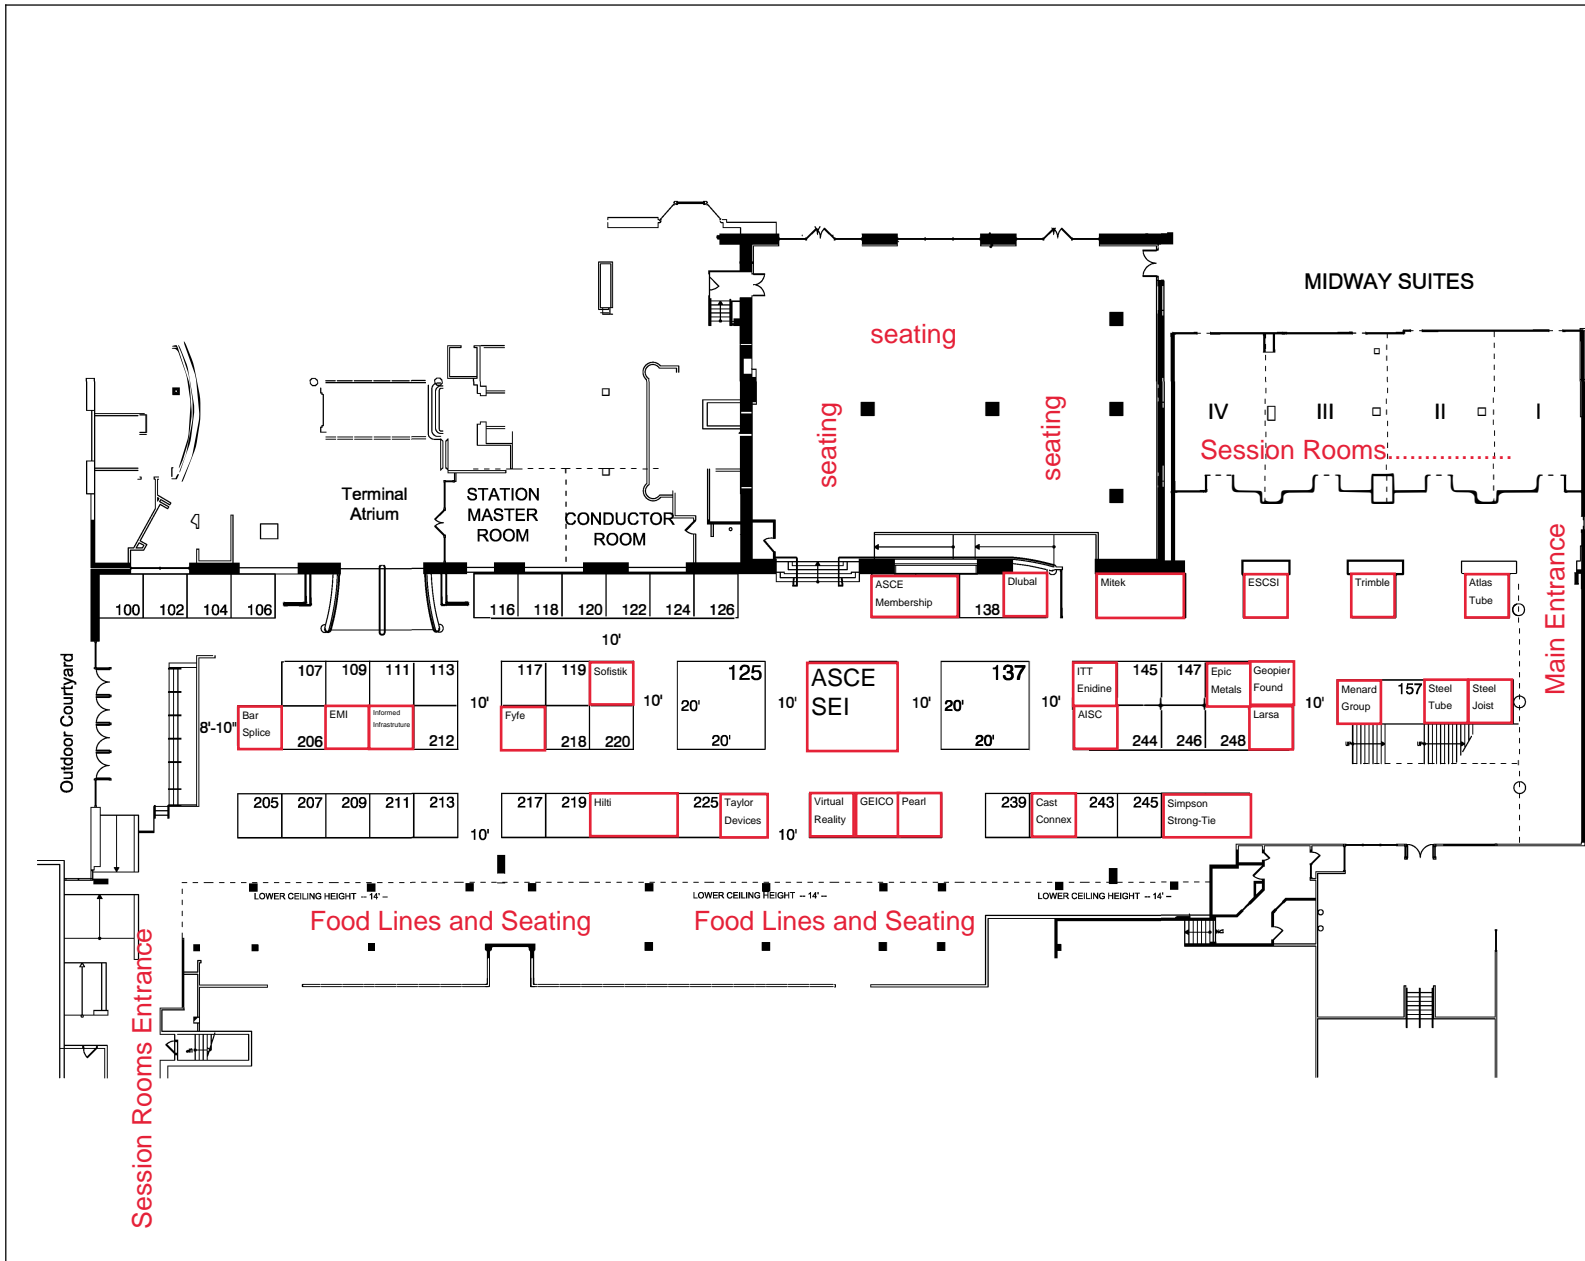 MIDWAY SUITES
seating
seating
seating
IV
III
II
I
Session Rooms.................
Terminal
Atrium
STATION
MASTER
ROOM
CONDUCTOR
ROOM
Main Entrance
100
102
104
106
116
118
120
122
124
126
ASCE
Membership
138
Dlubal
Mitek
ESCSI
Trimble
Atlas
Tube
10'
Outdoor Courtyard
107
109
111
113
117
119
Sofistik
125
ASCE
SEI
137
ITT
Enidine
145
147
Epic
Metals
Geopier
Found
Menard
Group
157
Steel
Tube
Steel
Joist
8'-10"
10'
10'
20'
10'
10'
20'
10'
10'
Bar
Splice
206
EMI
Informed
Infrastruture
212
Fyfe
218
220
20'
20'
AISC
244
246
248
Larsa
205
207
209
211
213
10'
217
219
Hilti
225
Taylor
Devices
10'
Virtual
Reality
GEICO
Pearl
239
Cast
Connex
243
245
Simpson
Strong-Tie
LOWER CEILING HEIGHT -- 14' --
LOWER CEILING HEIGHT -- 14' --
LOWER CEILING HEIGHT -- 14' --
Food Lines and Seating
Food Lines and Seating
Session Rooms Entrance